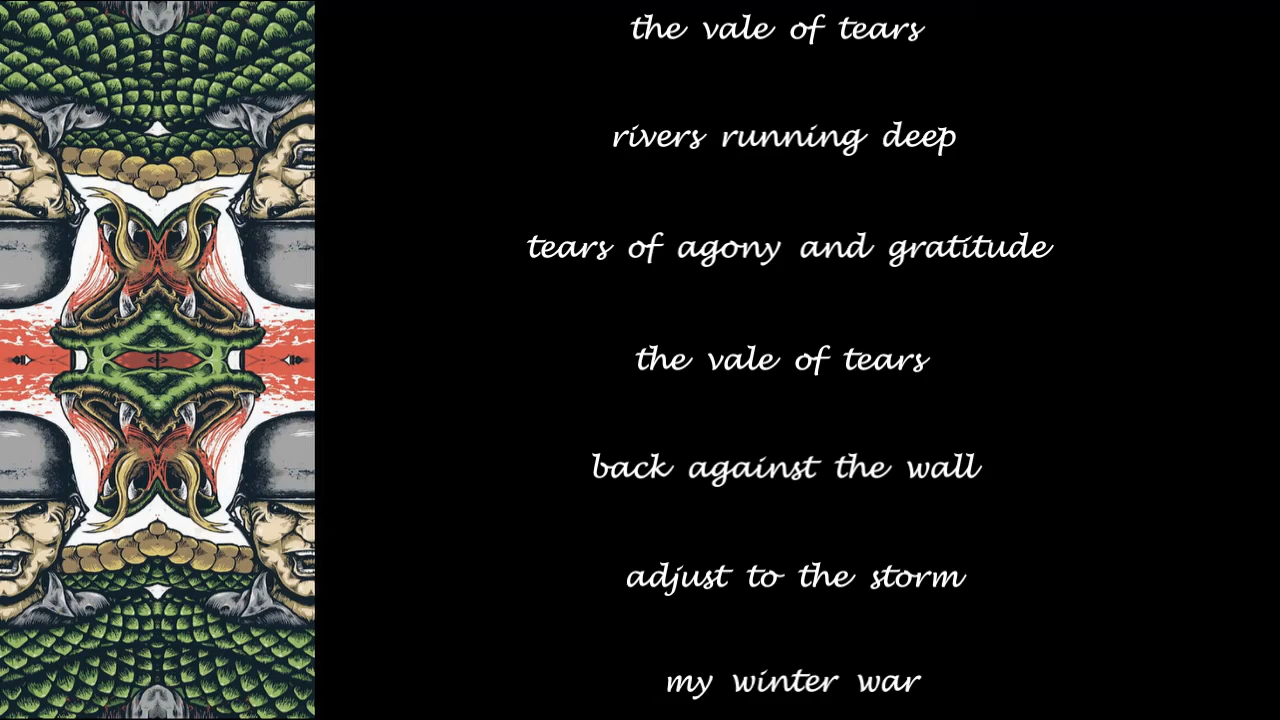 the vale of tears
rivers running deep
tears of agony and gratitude
the vale of tears
back against the wall
adjust to the storm
my winter war